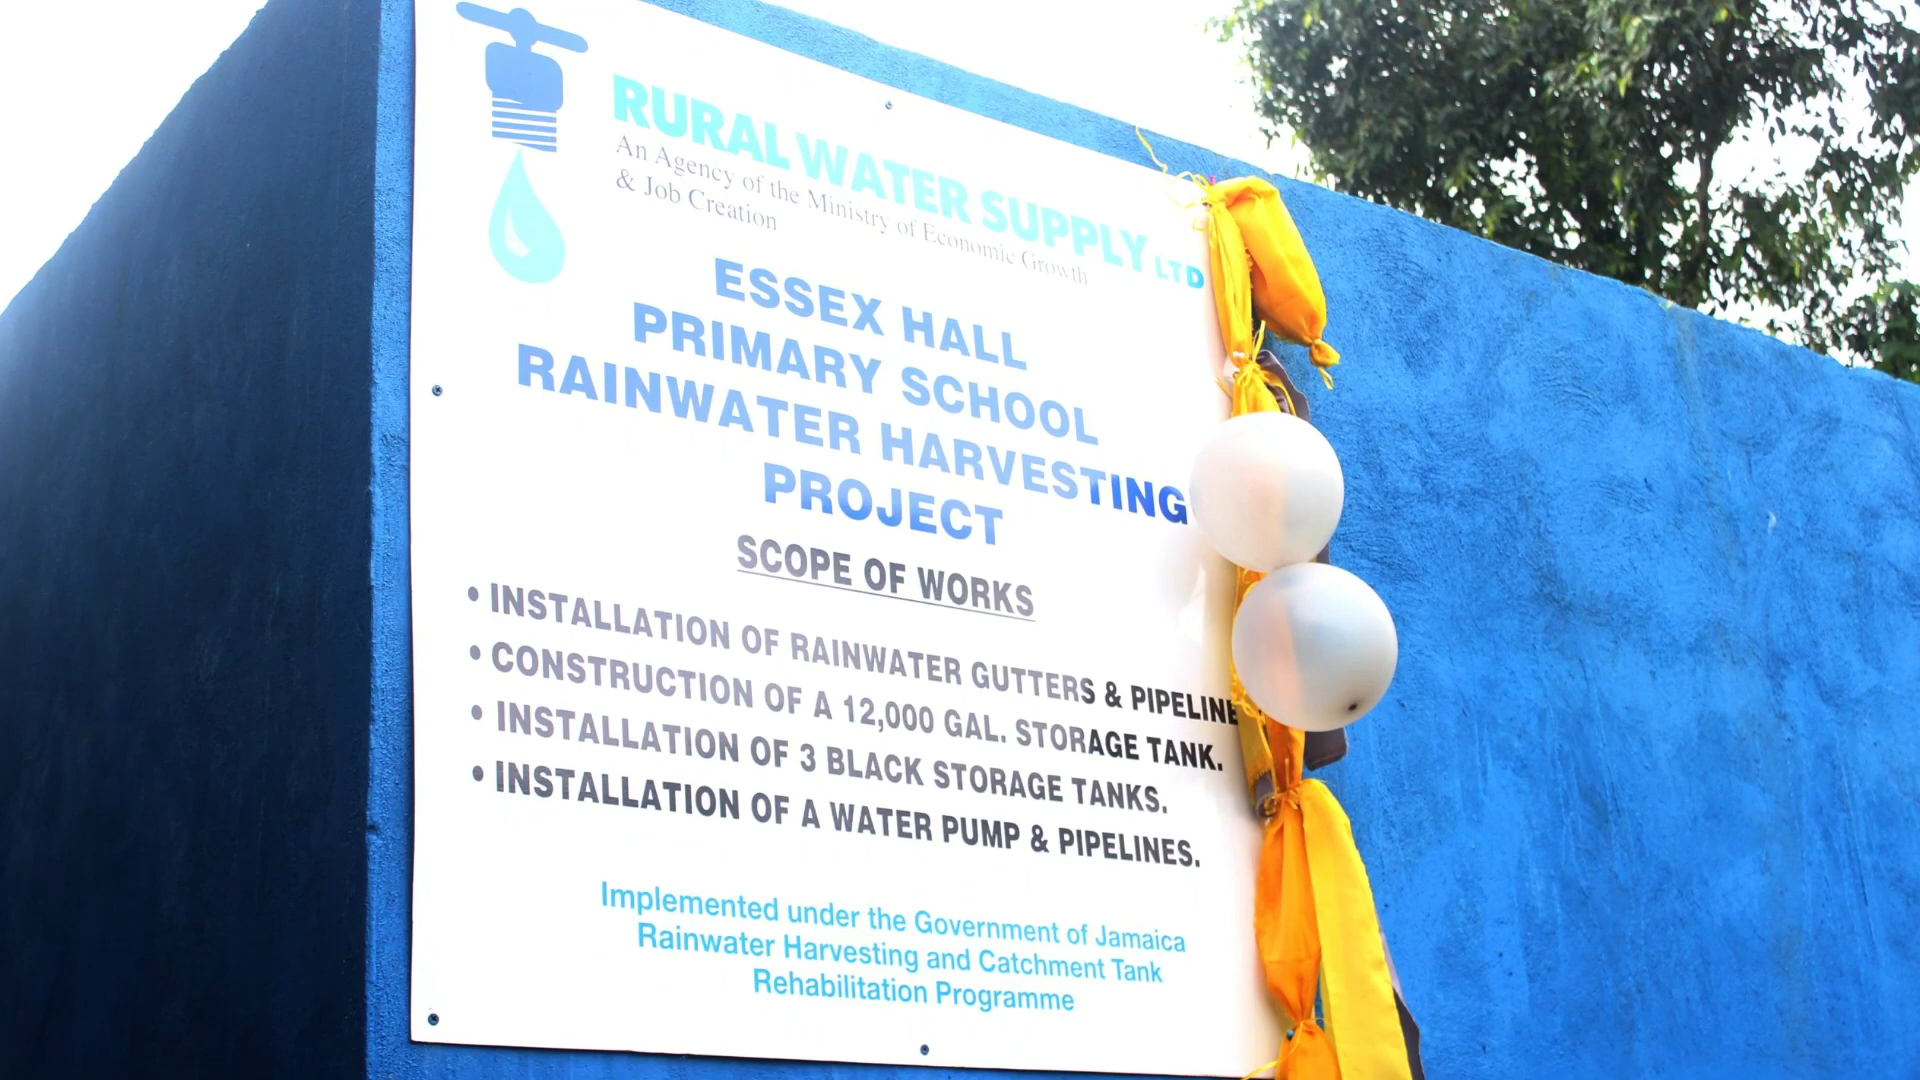 RURAL WATER SUPPLY LTD
An Agency of the Ministry of Economic Growth
& Job Creation
ESSEX HALL
PRIMARY SCHOOL
RAINWATER HARVESTING
PROJECT
SCOPE OF WORKS
• INSTALLATION OF RAINWATER GUTTERS & PIPELINE
• CONSTRUCTION OF A 12,000 GAL. STORAGE TANK.
• INSTALLATION OF 3 BLACK STORAGE TANKS.
• INSTALLATION OF A WATER PUMP & PIPELINES.
Implemented under the Government of Jamaica
Rainwater Harvesting and Catchment Tank
Rehabilitation Programme